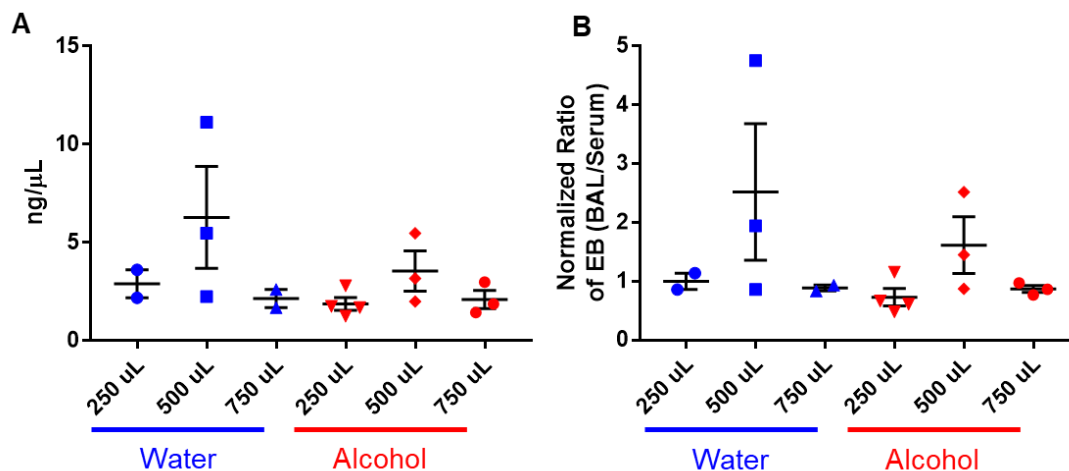 A
15
10
5
0
ng/μL
250 uL
500 uL
750 uL
250 uL
500 uL
750 uL
Water
Alcohol
B
5
4
3
2
1
0
Normalized Ratio
of EB (BAL/Serum)
250 uL
500 uL
750 uL
250 uL
500 uL
750 uL
Water
Alcohol